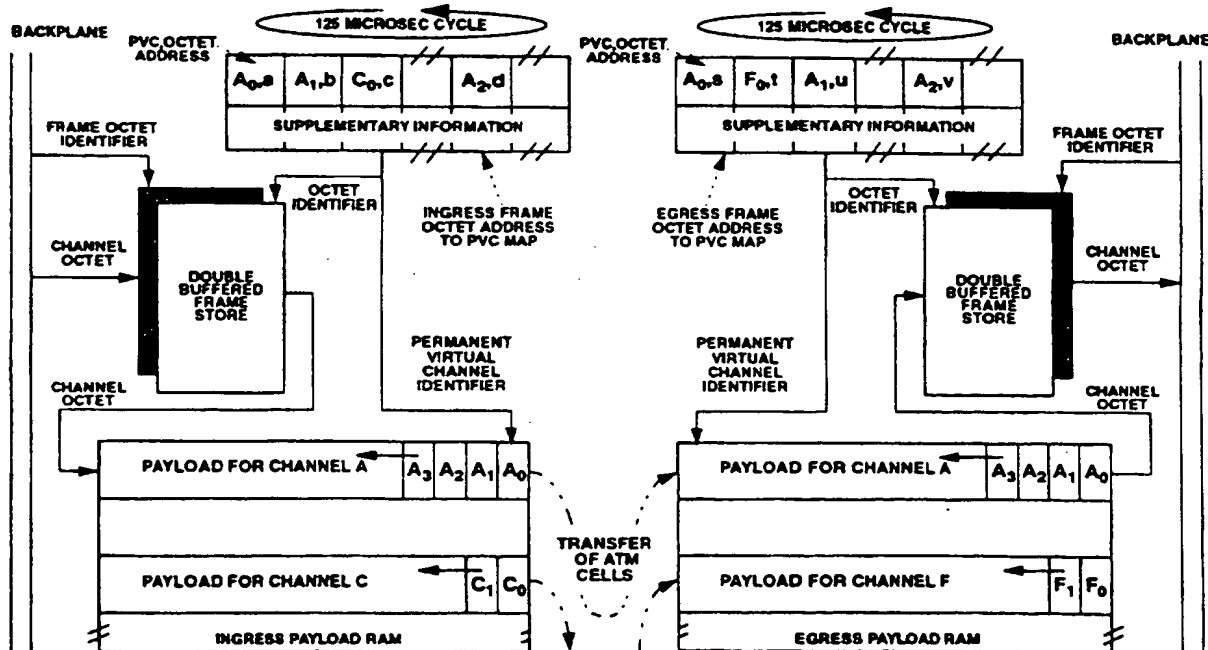 125 MICROSEC CYCLE
BACKPLANE
PVC,OCTET
ADDRESS
A0,a A1,b C0,c A2,d
SUPPLEMENTARY INFORMATION
FRAME OCTET
IDENTIFIER
OCTET
IDENTIFIER
INGRESS FRAME
OCTET ADDRESS
TO PVC MAP
CHANNEL
OCTET
DOUBLE
BUFFERED
FRAME
STORE
PERMANENT
VIRTUAL
CHANNEL
IDENTIFIER
CHANNEL
OCTET
PAYLOAD FOR CHANNEL A A3 A2 A1 A0
PAYLOAD FOR CHANNEL C C1 C0
INGRESS PAYLOAD RAM
TRANSFER
OF ATM
CELLS
125 MICROSEC CYCLE
BACKPLANE
PVC,OCTET
ADDRESS
A0,s F0,t A1,u A2,v
SUPPLEMENTARY INFORMATION
FRAME OCTET
IDENTIFIER
OCTET
IDENTIFIER
EGRESS FRAME
OCTET ADDRESS
TO PVC MAP
CHANNEL
OCTET
DOUBLE
BUFFERED
FRAME
STORE
PERMANENT
VIRTUAL
CHANNEL
IDENTIFIER
CHANNEL
OCTET
PAYLOAD FOR CHANNEL A A3 A2 A1 A0
PAYLOAD FOR CHANNEL F F1 F0
EGRESS PAYLOAD RAM